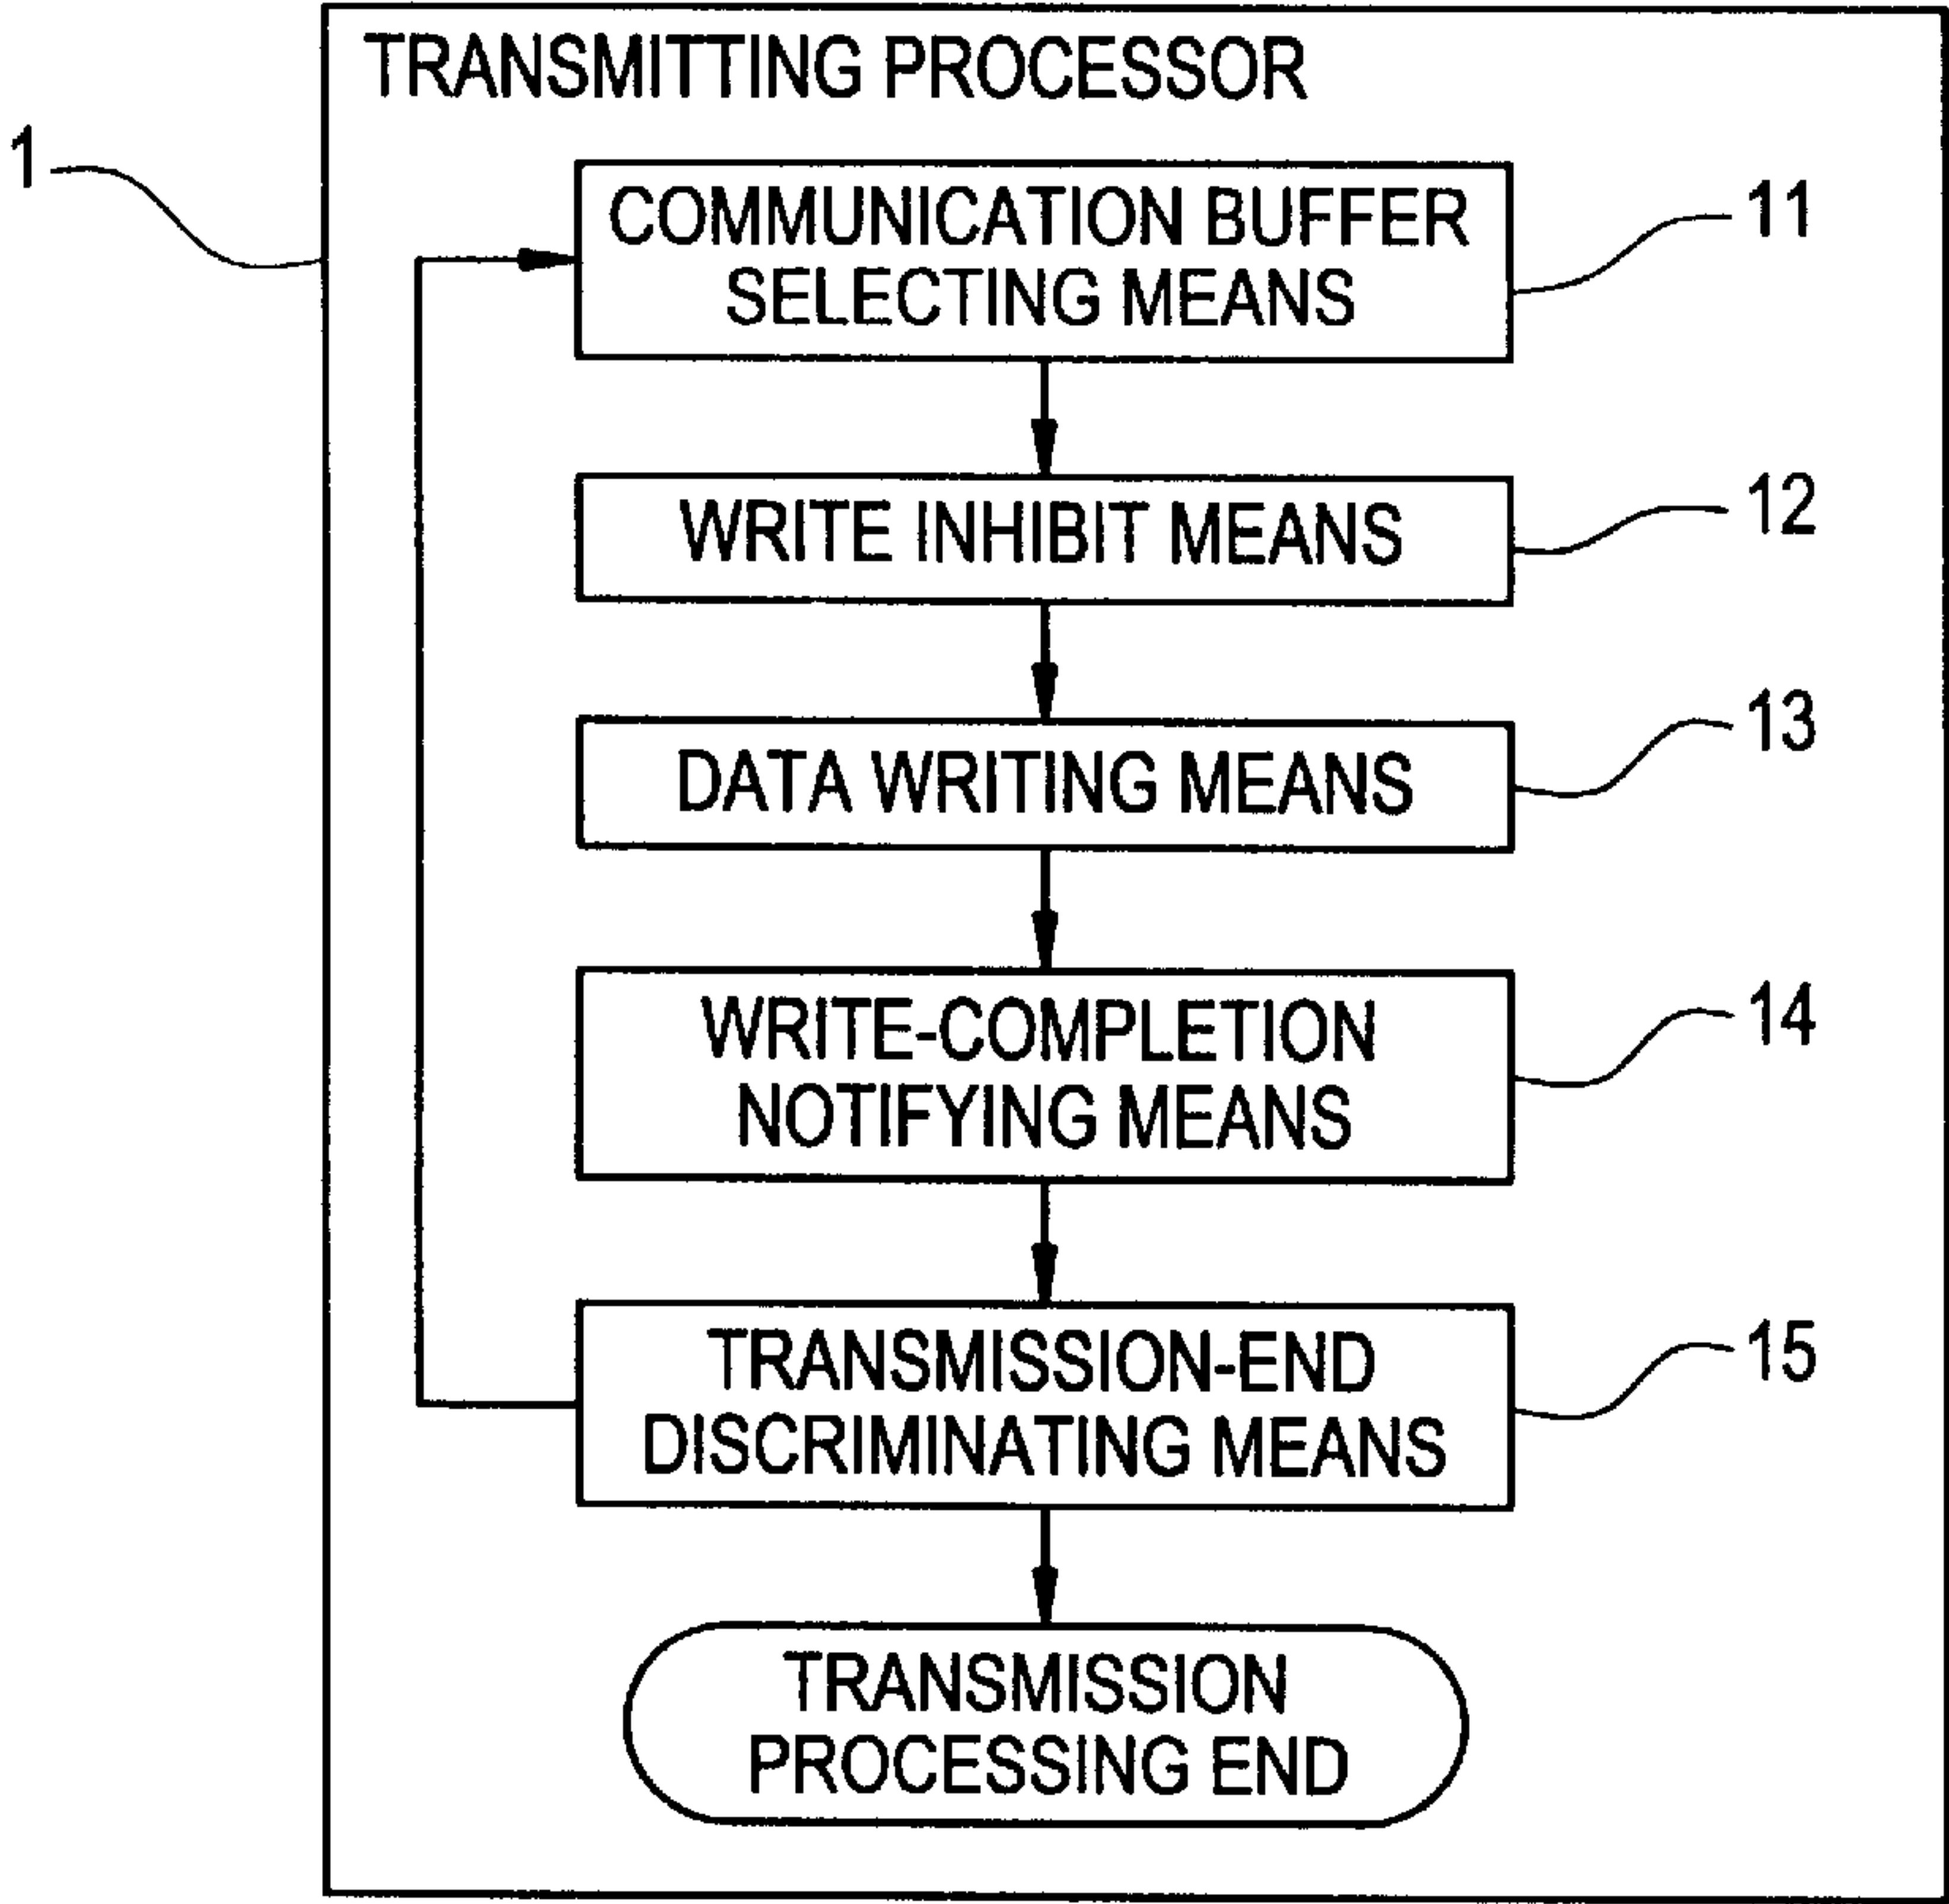 TRANSMITTING PROCESSOR
1
COMMUNICATION BUFFER
SELECTING MEANS
11
WRITE INHIBIT MEANS
12
DATA WRITING MEANS
13
WRITE-COMPLETION
NOTIFYING MEANS
14
TRANSMISSION-END
DISCRIMINATING MEANS
15
TRANSMISSION
PROCESSING END